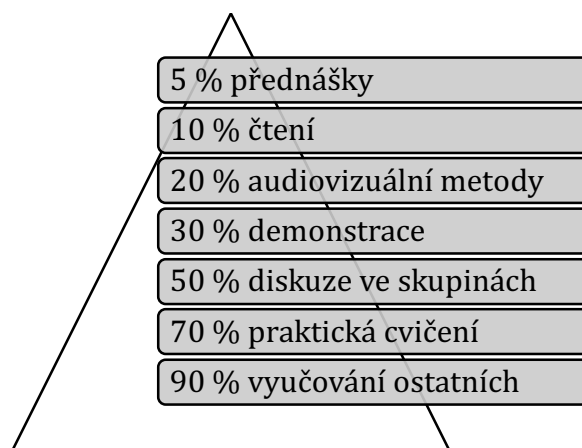 5 % přednášky
10 % čtení
20 % audiovizuální metody
30 % demonstrace
50 % diskuze ve skupinách
70 % praktická cvičení
90 % vyučování ostatních